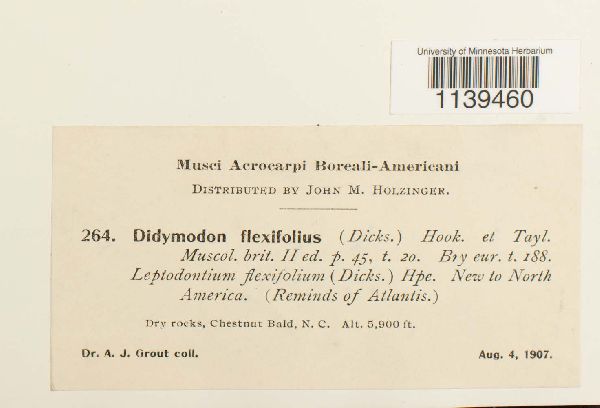 University of Minnesota Herbarium
1139460
Musci Acrocarpi Boreali-Americani
Distributed by John M. Holzinger.
264. Didymodon flexifolius (Dicks.) Hook. et Tayl.
Muscol. brit. II ed. p. 45, t. 20. Bry eur. t. 188.
Leptodontium flexifolium (Dicks.) Hpe. New to North
America. (Reminds of Atlantis.)
Dry rocks, Chestnut Bald, N. C. Alt. 5,900 ft.
Dr. A. J. Grout coll. Aug. 4, 1907.